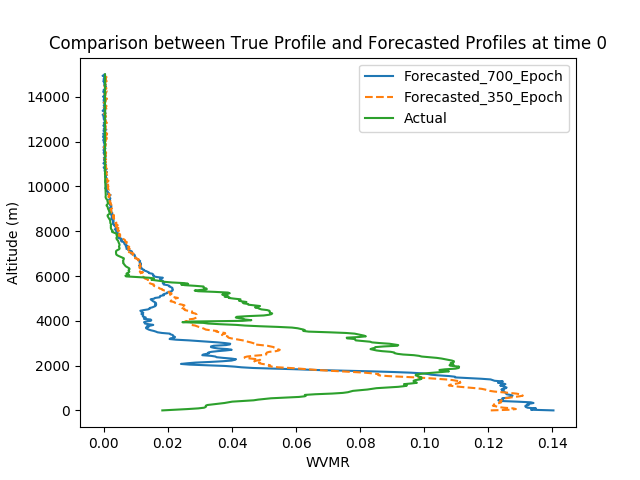 Comparison between True Profile and Forecasted Profiles at time 0
Forecasted_700_Epoch
Forecasted_350_Epoch
Actual
14000
12000
10000
8000
6000
4000
2000
0
Altitude (m)
0.00 0.02 0.04 0.06 0.08 0.10 0.12 0.14
WVMR